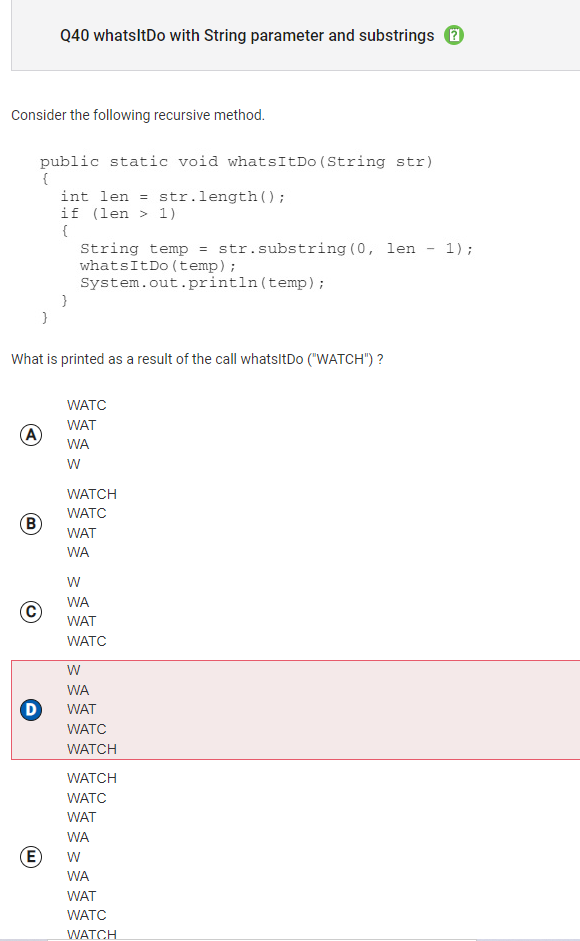 Q40 whatsItDo with String parameter and substrings
Consider the following recursive method.
public static void whatsItDo(String str)
{
int len = str.length();
if (len > 1)
{
String temp = str.substring(0, len - 1);
whatsItDo(temp);
System.out.println(temp);
}
}
What is printed as a result of the call whatsItDo ("WATCH") ?
A
WATC
WAT
WA
W
B
WATCH
WATC
WAT
WA
C
W
WA
WAT
WATC
D
W
WA
WAT
WATC
WATCH
E
WATCH
WATC
WAT
WA
W
WA
WAT
WATC
WATCH